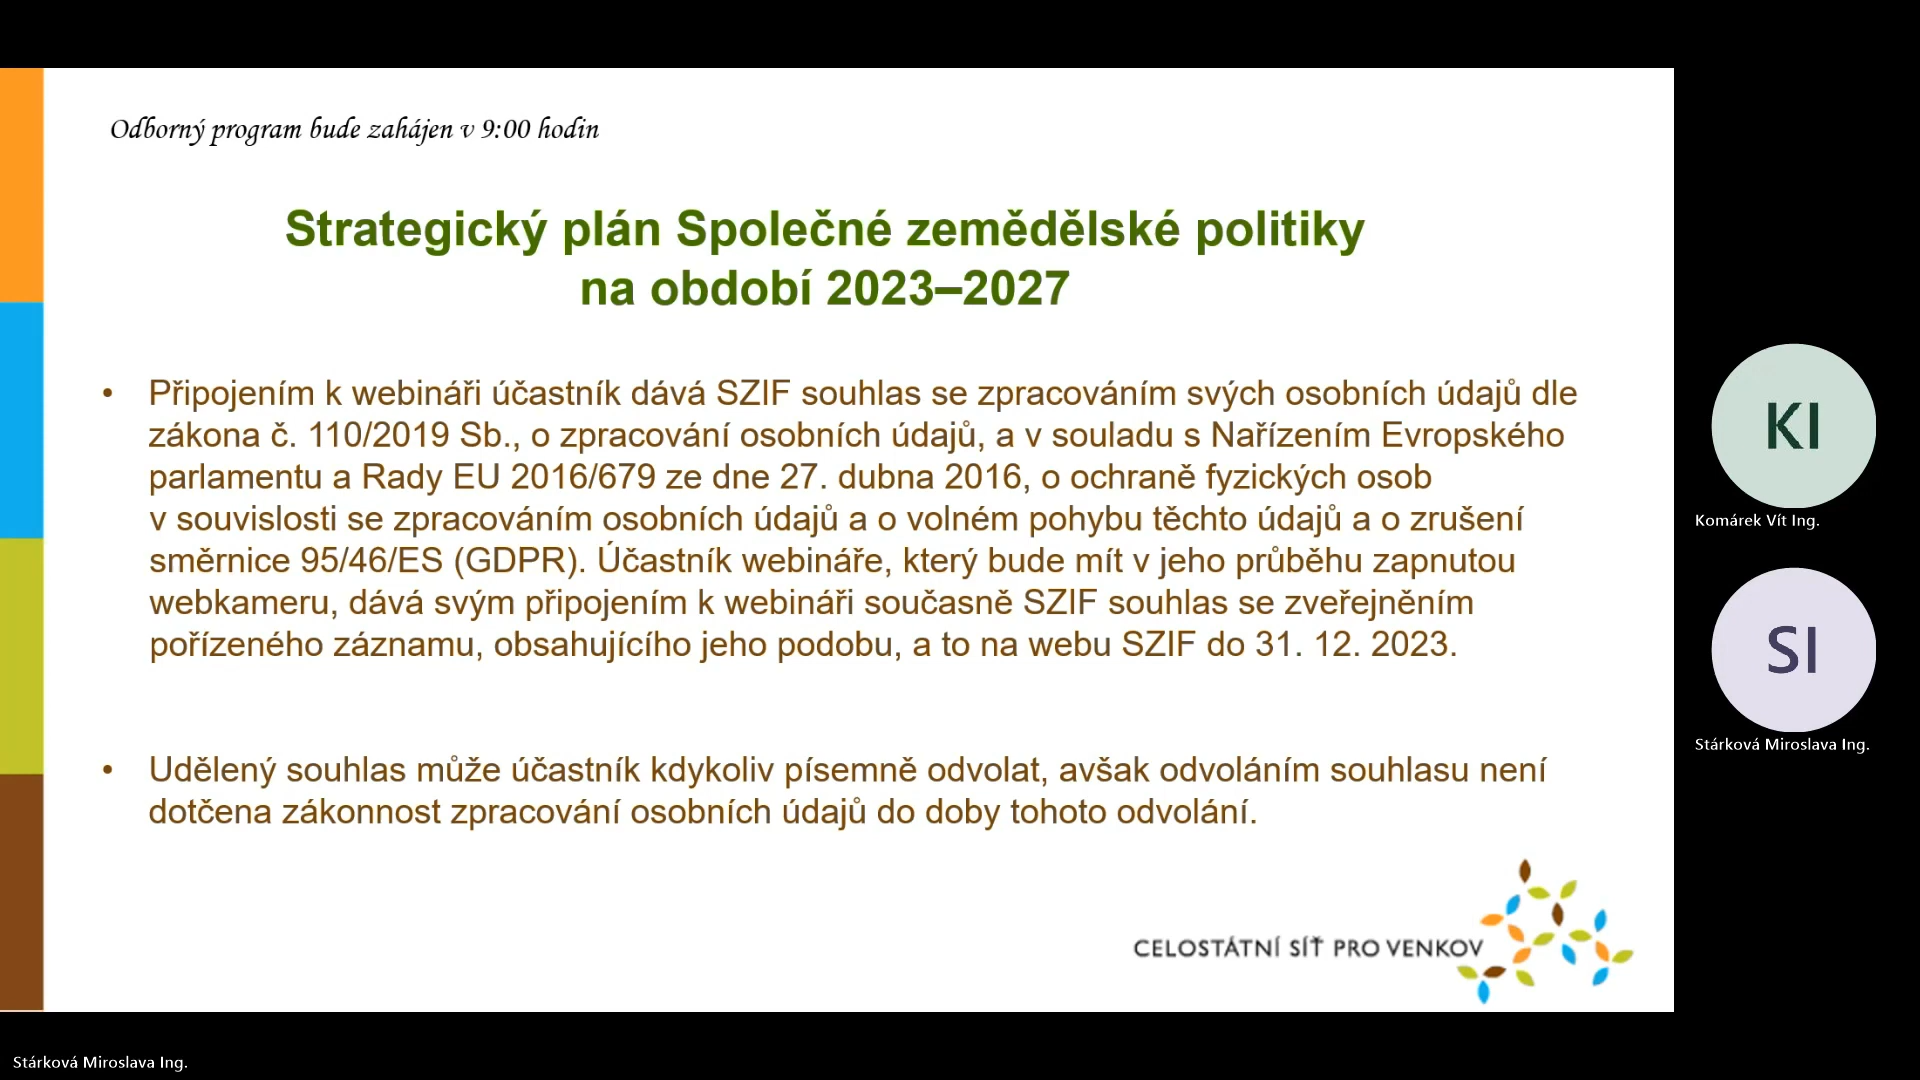 Odborný program bude zahájen v 9:00 hodin
Strategický plán Společné zemědělské politiky
na období 2023–2027
• Připojením k webináři účastník dává SZIF souhlas se zpracováním svých osobních údajů dle
zákona č. 110/2019 Sb., o zpracování osobních údajů, a v souladu s Nařízením Evropského
parlamentu a Rady EU 2016/679 ze dne 27. dubna 2016, o ochraně fyzických osob
v souvislosti se zpracováním osobních údajů a o volném pohybu těchto údajů a o zrušení
směrnice 95/46/ES (GDPR). Účastník webináře, který bude mít v jeho průběhu zapnutou
webkameru, dává svým připojením k webináři současně SZIF souhlas se zveřejněním
pořízeného záznamu, obsahujícího jeho podobu, a to na webu SZIF do 31. 12. 2023.
• Udělený souhlas může účastník kdykoliv písemně odvolat, avšak odvoláním souhlasu není
dotčena zákonnost zpracování osobních údajů do doby tohoto odvolání.
CELOSTÁTNÍ SÍŤ PRO VENKOV
KI
Komárek Vít Ing.
SI
Stárková Miroslava Ing.
Stárková Miroslava Ing.